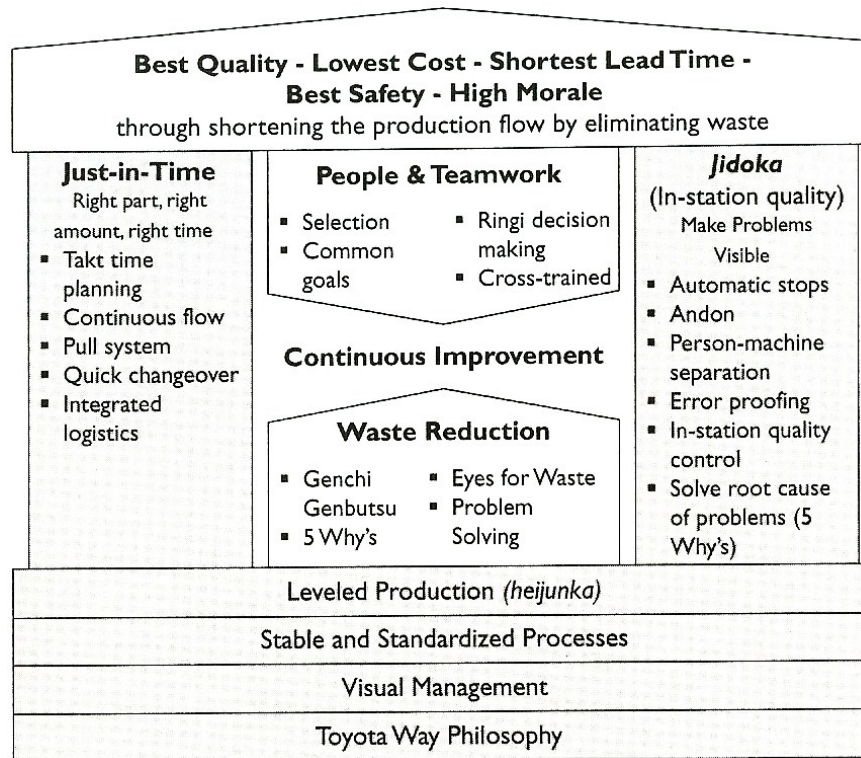 Best Quality - Lowest Cost - Shortest Lead Time -
Best Safety - High Morale
through shortening the production flow by eliminating waste
Just-in-Time
Right part, right
amount, right time
▪ Takt time
planning
▪ Continuous flow
▪ Pull system
▪ Quick changeover
▪ Integrated
logistics
People & Teamwork
▪ Selection
▪ Common
goals
▪ Ringi decision
making
▪ Cross-trained
Continuous Improvement
Waste Reduction
▪ Genchi
Genbutsu
▪ 5 Why's
▪ Eyes for Waste
▪ Problem
Solving
Jidoka
(In-station quality)
Make Problems
Visible
▪ Automatic stops
▪ Andon
▪ Person-machine
separation
▪ Error proofing
▪ In-station quality
control
▪ Solve root cause
of problems (5
Why's)
Leveled Production (heijunka)
Stable and Standardized Processes
Visual Management
Toyota Way Philosophy